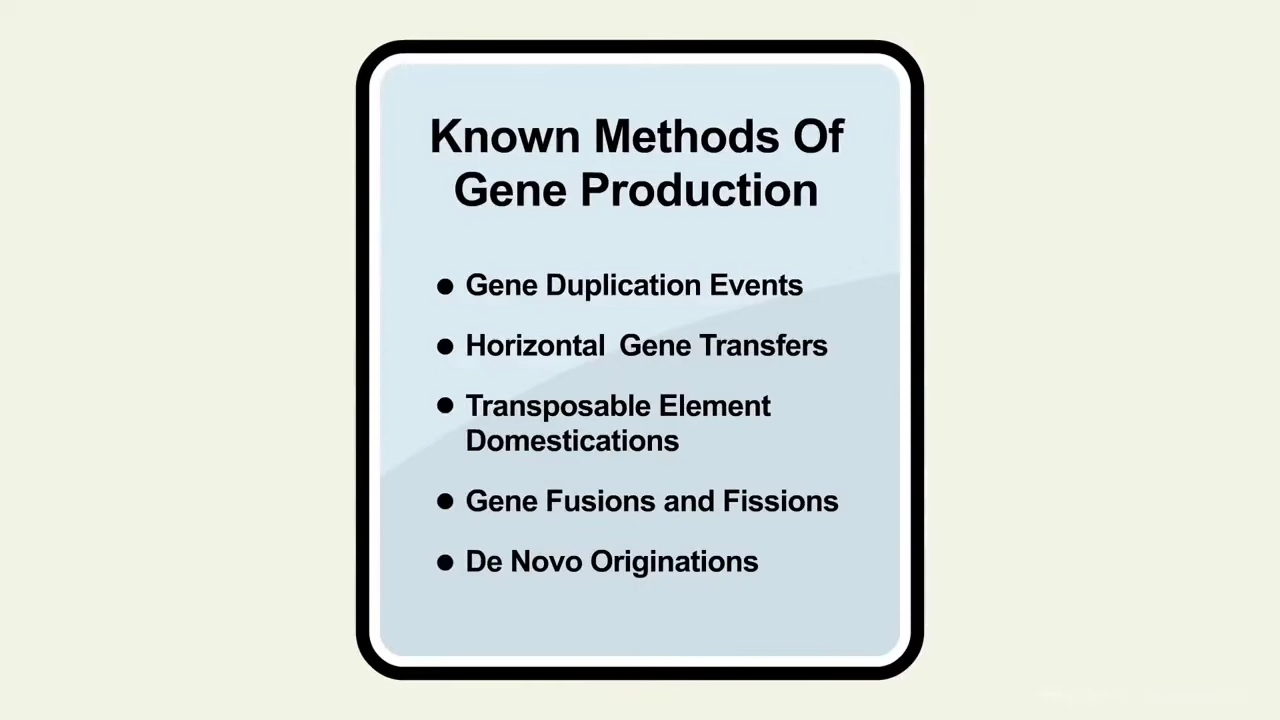 Known Methods Of
Gene Production
● Gene Duplication Events
● Horizontal Gene Transfers
● Transposable Element
Domestications
● Gene Fusions and Fissions
● De Novo Originations